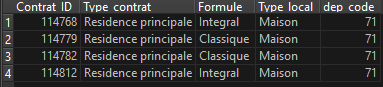 Contrat ID Type contrat Formule Type local dep code
1 114768 Residence principale Integral Maison 71
2 114779 Residence principale Classique Maison 71
3 114782 Residence principale Classique Maison 71
4 114812 Residence principale Integral Maison 71